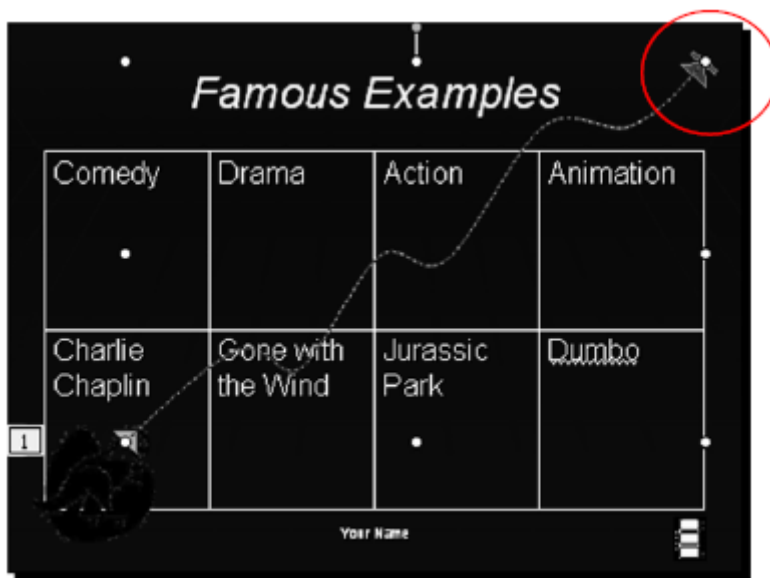 Famous Examples
Comedy Drama Action Animation
Charlie Gone with Jurassic Dumbo
Chaplin the Wind Park
1
Your Name